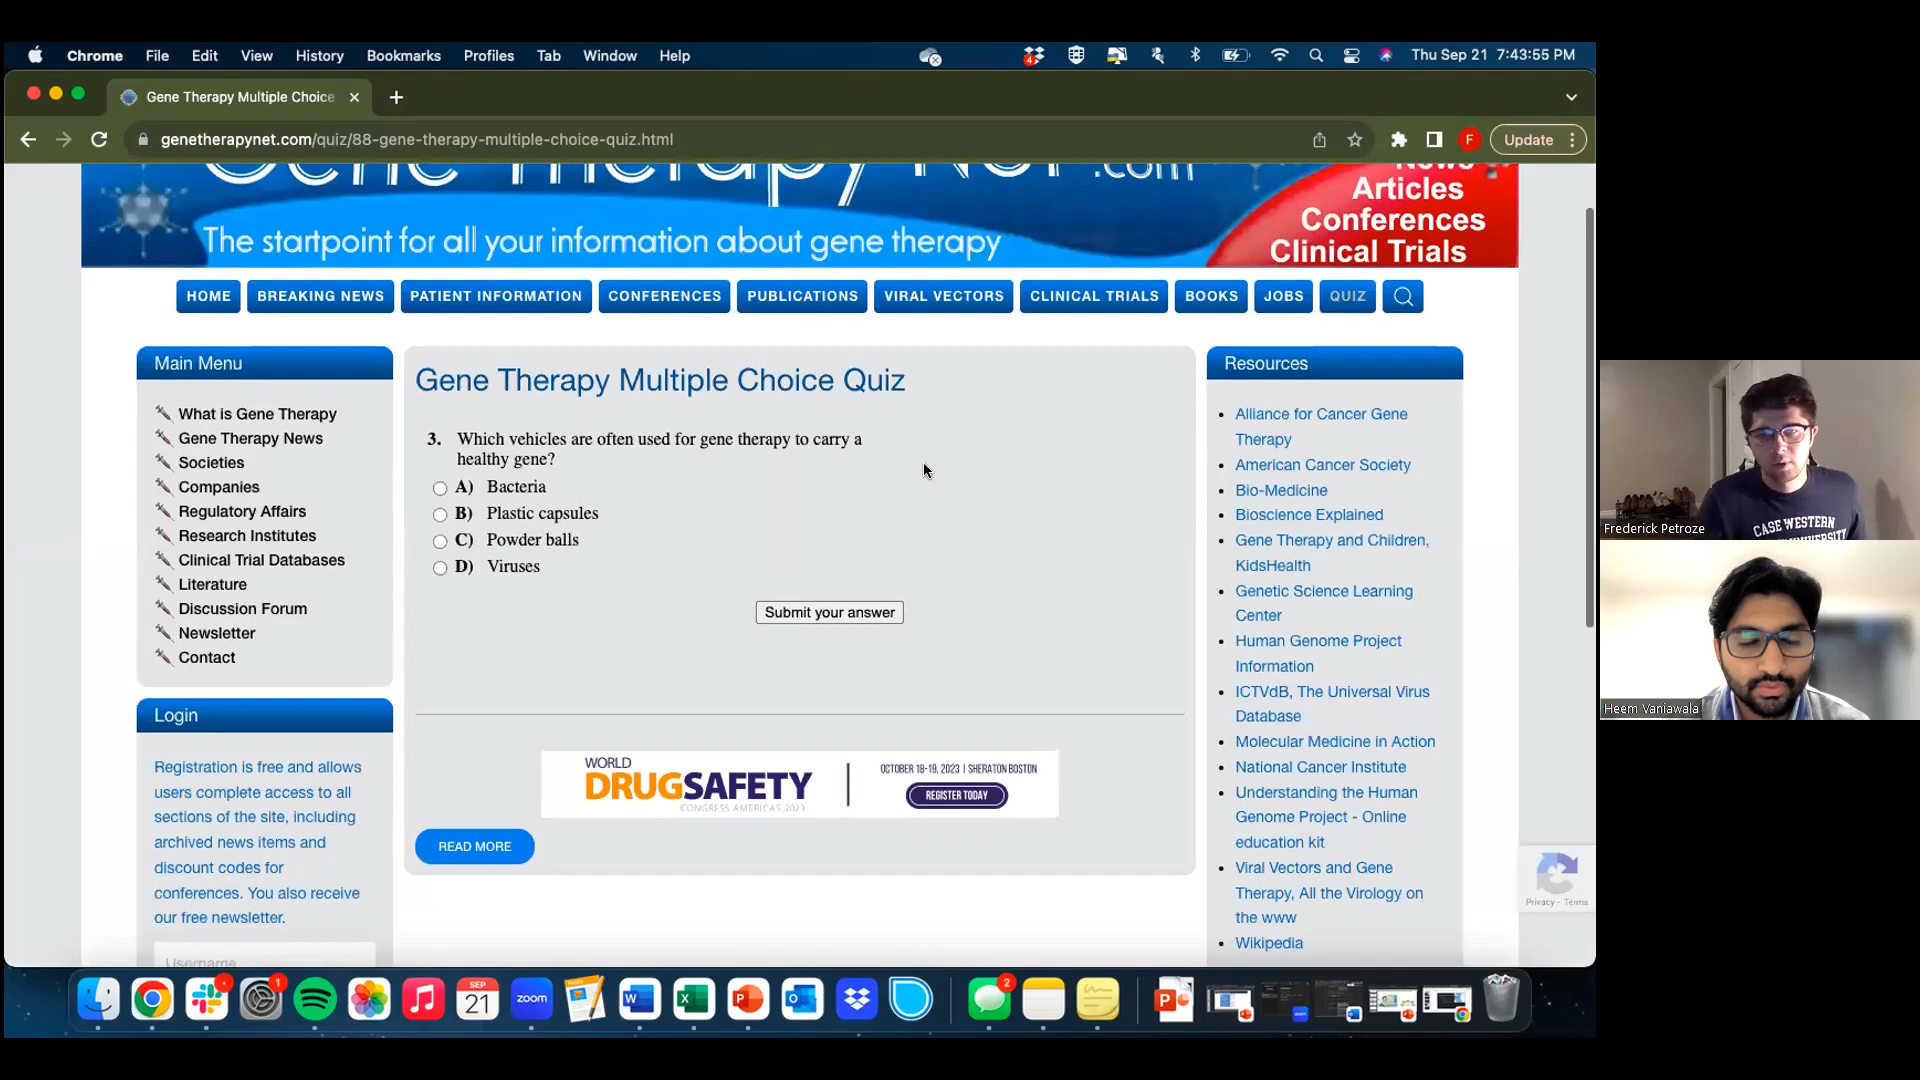 Chrome File Edit View History Bookmarks Profiles Tab Window Help
4
Thu Sep 21 7:43:55 PM
Gene Therapy Multiple Choice
genetherapynet.com/quiz/88-gene-therapy-multiple-choice-quiz.html
F
Update
Gene Therapy Net .com
The startpoint for all your information about gene therapy
News
Articles
Conferences
Clinical Trials
HOME
BREAKING NEWS
PATIENT INFORMATION
CONFERENCES
PUBLICATIONS
VIRAL VECTORS
CLINICAL TRIALS
BOOKS
JOBS
QUIZ
Main Menu
What is Gene Therapy
Gene Therapy News
Societies
Companies
Regulatory Affairs
Research Institutes
Clinical Trial Databases
Literature
Discussion Forum
Newsletter
Contact
Login
Registration is free and allows
users complete access to all
sections of the site, including
archived news items and
discount codes for
conferences. You also receive
our free newsletter.
Username
Gene Therapy Multiple Choice Quiz
3. Which vehicles are often used for gene therapy to carry a
healthy gene?
A) Bacteria
B) Plastic capsules
C) Powder balls
D) Viruses
Submit your answer
WORLD
DRUGSAFETY
CONGRESS AMERICAS 2023
OCTOBER 18-19, 2023 | SHERATON BOSTON
REGISTER TODAY
READ MORE
Resources
Alliance for Cancer Gene
Therapy
American Cancer Society
Bio-Medicine
Bioscience Explained
Gene Therapy and Children,
KidsHealth
Genetic Science Learning
Center
Human Genome Project
Information
ICTVdB, The Universal Virus
Database
Molecular Medicine in Action
National Cancer Institute
Understanding the Human
Genome Project - Online
education kit
Viral Vectors and Gene
Therapy, All the Virology on
the www
Wikipedia
Privacy - Terms
CASE WESTERN
Frederick Petroze
Heem Vaniawala
1
SEP
21
zoom
W
X
P
O
2
P